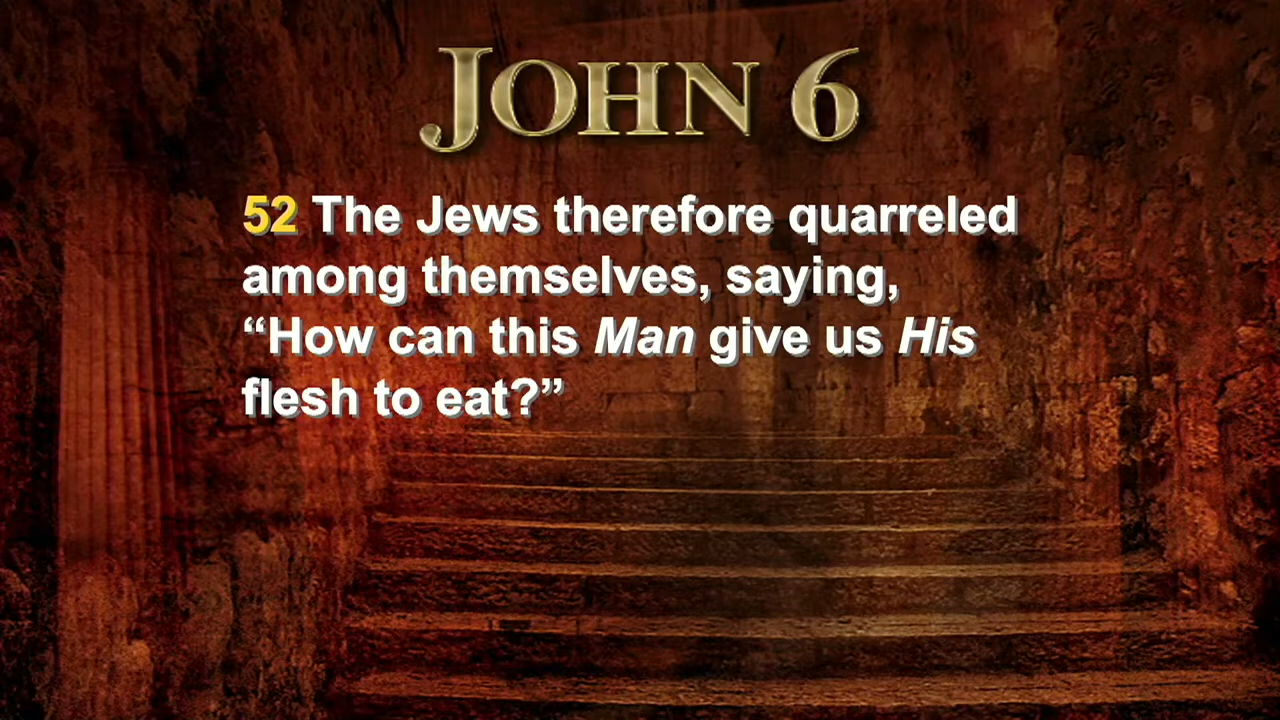 JOHN 6
52 The Jews therefore quarreled
among themselves, saying,
“How can this Man give us His
flesh to eat?”